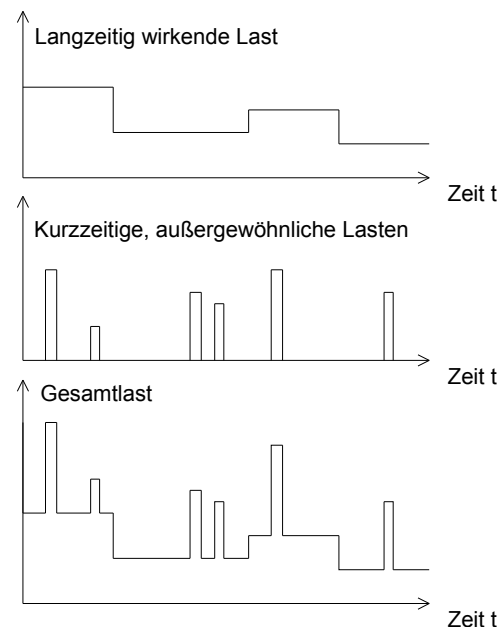 Langzeitig wirkende Last
Zeit t
Kurzzeitige, außergewöhnliche Lasten
Zeit t
Gesamtlast
Zeit t